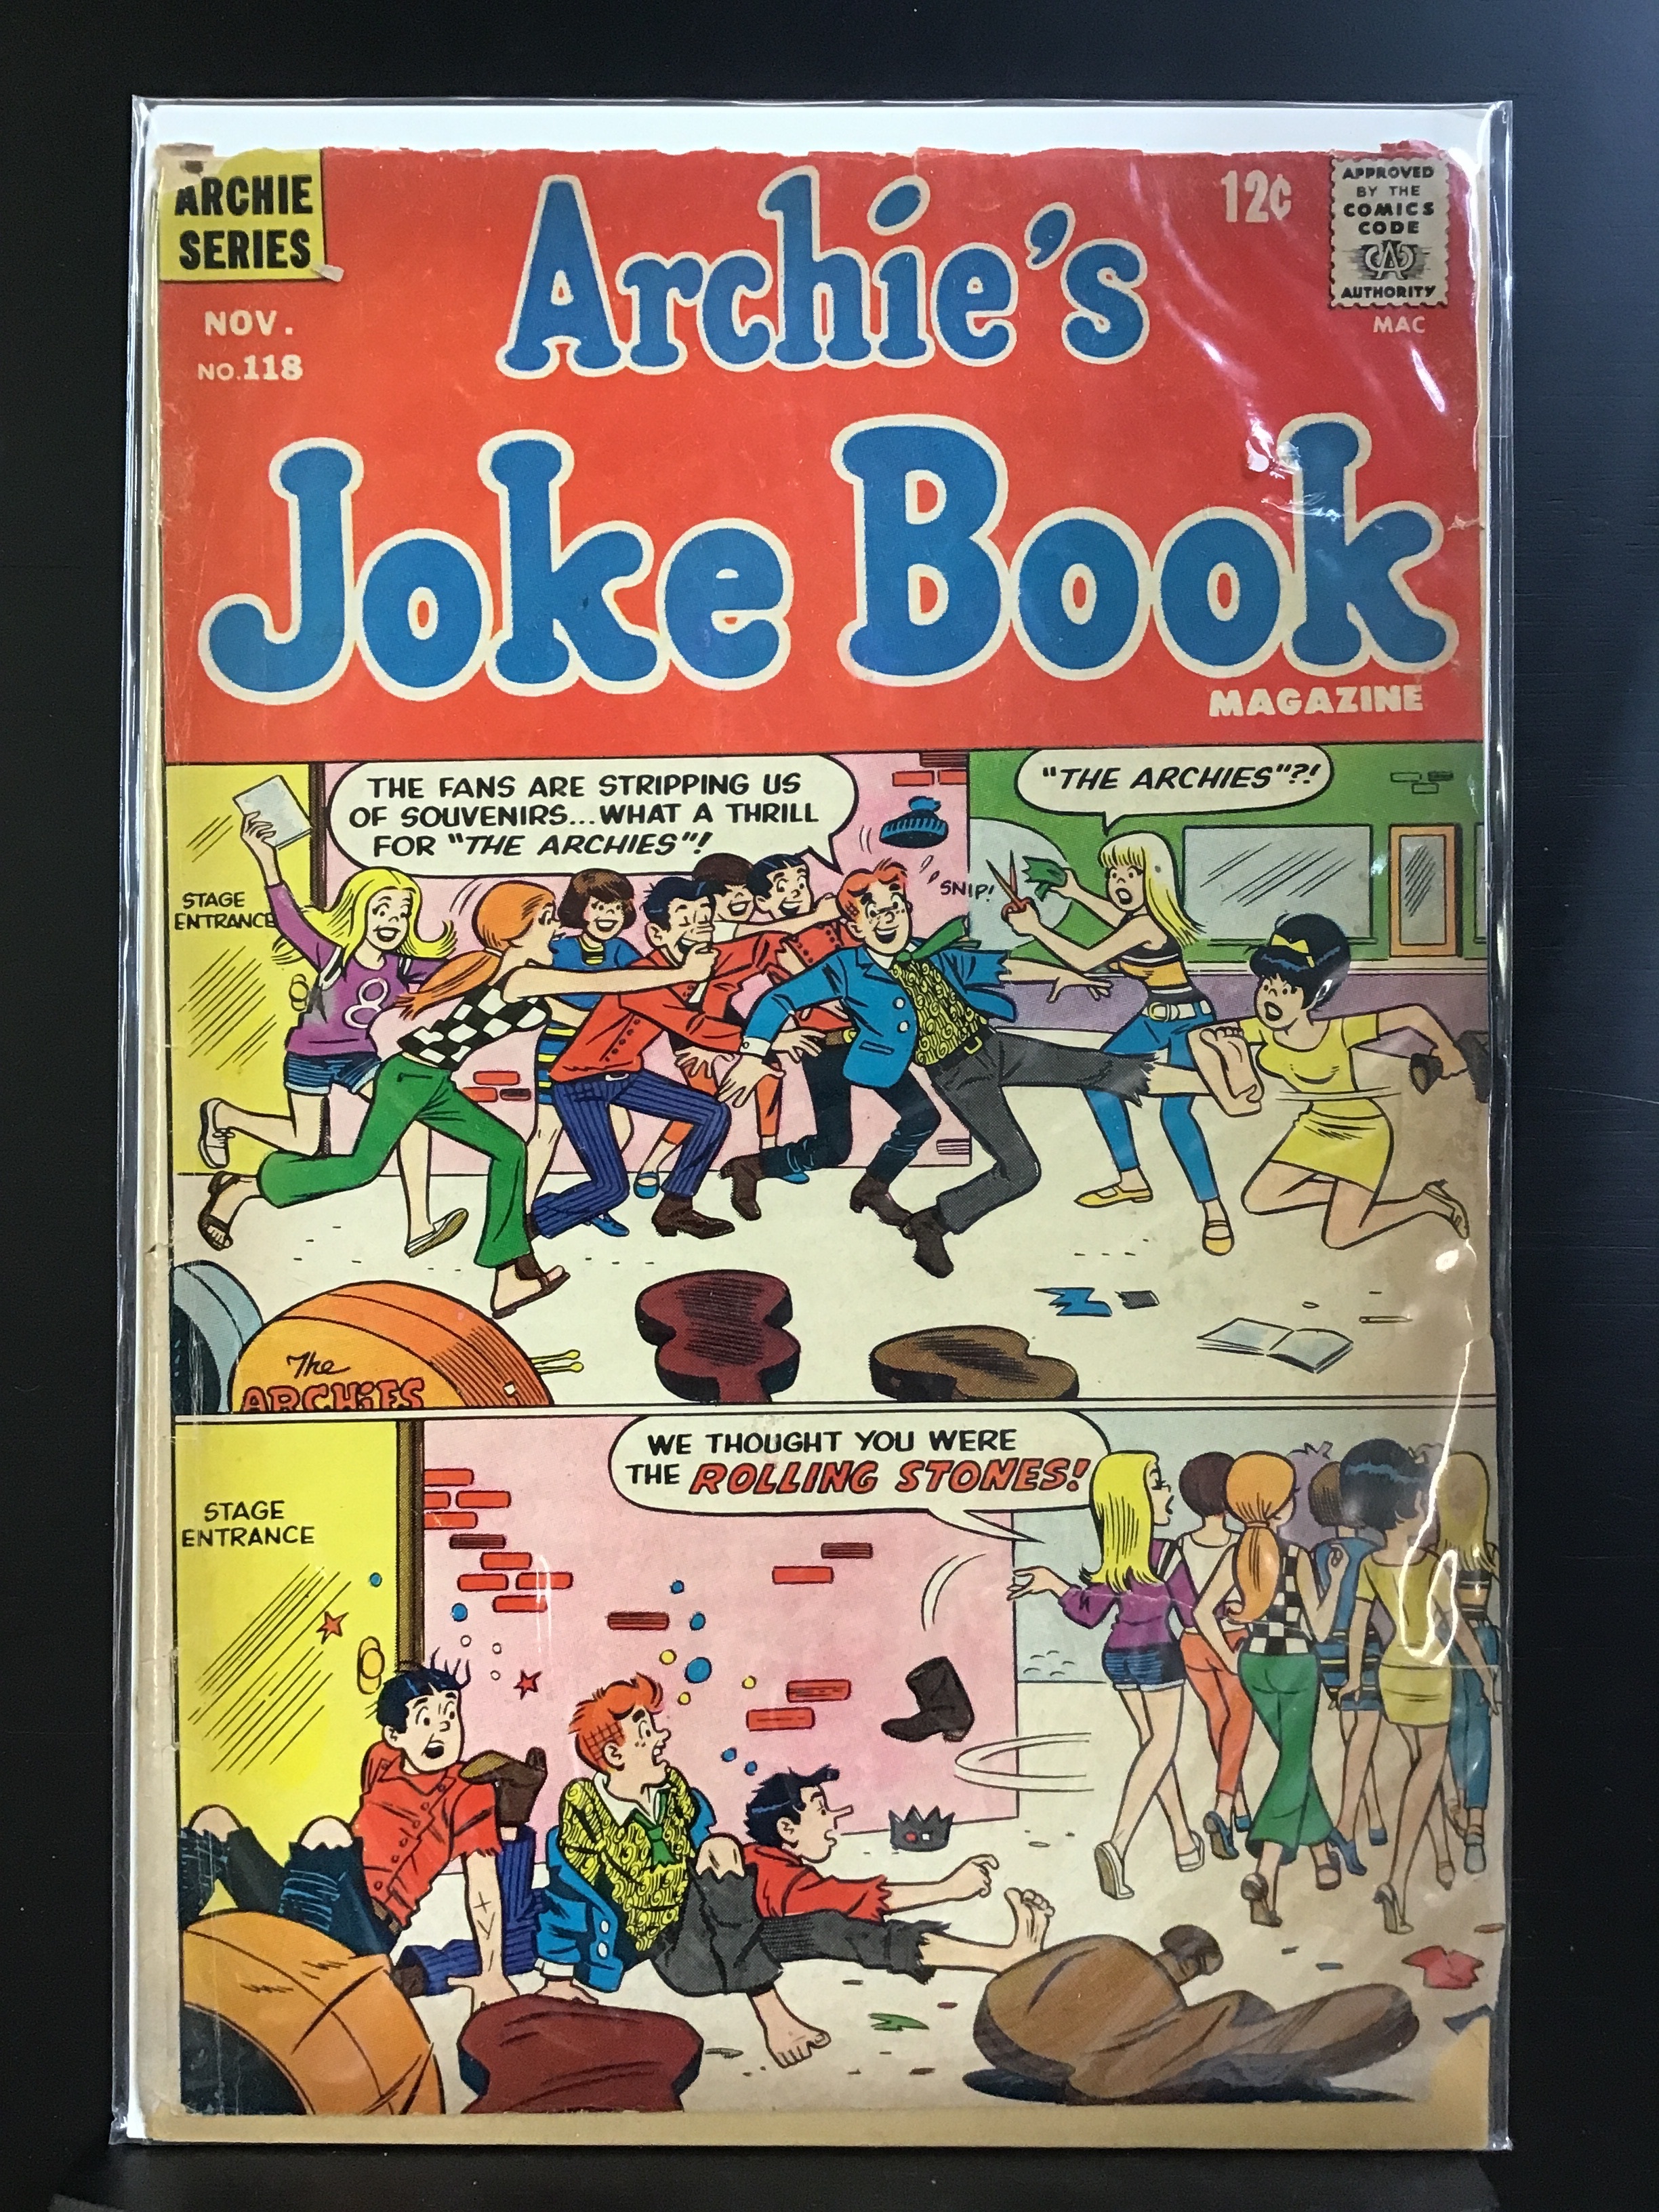 ARCHIE
SERIES
NOV.
NO.118
Archie's
12¢
APPROVED
BY THE
COMICS
CODE
CA
AUTHORITY
MAC
Joke Book
MAGAZINE
THE FANS ARE STRIPPING US
OF SOUVENIRS...WHAT A THRILL
FOR "THE ARCHIES"!
"THE ARCHIES"?!
STAGE
ENTRANCE
SNIP!
8
The
ARCHiES
WE THOUGHT YOU WERE
THE ROLLING STONES!
STAGE
ENTRANCE